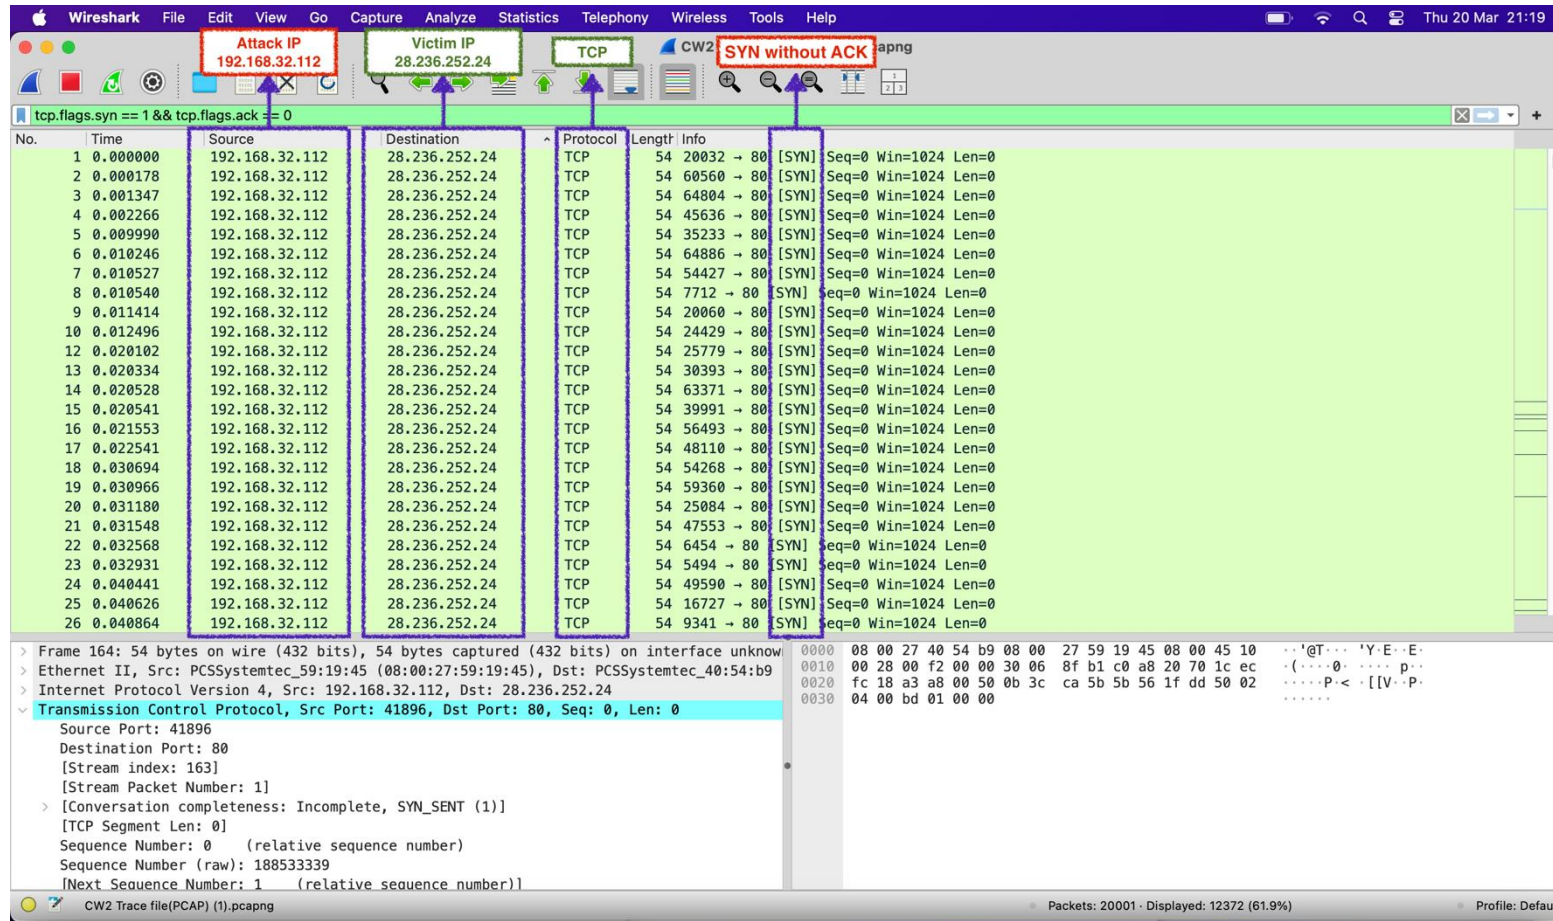 Wireshark File Edit View Go Capture Analyze Statistics Telephony Wireless Tools Help Thu 20 Mar 21:19
Attack IP
192.168.32.112
Victim IP
28.236.252.24
TCP
CW2
SYN without ACK
apng
tcp.flags.syn == 1 && tcp.flags.ack == 0
No. Time Source Destination Protocol Length Info
1 0.000000 192.168.32.112 28.236.252.24 TCP 54 20032 → 80 [SYN] Seq=0 Win=1024 Len=0
2 0.000178 192.168.32.112 28.236.252.24 TCP 54 60560 → 80 [SYN] Seq=0 Win=1024 Len=0
3 0.001347 192.168.32.112 28.236.252.24 TCP 54 64804 → 80 [SYN] Seq=0 Win=1024 Len=0
4 0.002266 192.168.32.112 28.236.252.24 TCP 54 45636 → 80 [SYN] Seq=0 Win=1024 Len=0
5 0.009990 192.168.32.112 28.236.252.24 TCP 54 35233 → 80 [SYN] Seq=0 Win=1024 Len=0
6 0.010246 192.168.32.112 28.236.252.24 TCP 54 64886 → 80 [SYN] Seq=0 Win=1024 Len=0
7 0.010527 192.168.32.112 28.236.252.24 TCP 54 54427 → 80 [SYN] Seq=0 Win=1024 Len=0
8 0.010540 192.168.32.112 28.236.252.24 TCP 54 7712 → 80 [SYN] Seq=0 Win=1024 Len=0
9 0.011414 192.168.32.112 28.236.252.24 TCP 54 20060 → 80 [SYN] Seq=0 Win=1024 Len=0
10 0.012496 192.168.32.112 28.236.252.24 TCP 54 24429 → 80 [SYN] Seq=0 Win=1024 Len=0
12 0.020102 192.168.32.112 28.236.252.24 TCP 54 25779 → 80 [SYN] Seq=0 Win=1024 Len=0
13 0.020334 192.168.32.112 28.236.252.24 TCP 54 30393 → 80 [SYN] Seq=0 Win=1024 Len=0
14 0.020528 192.168.32.112 28.236.252.24 TCP 54 63371 → 80 [SYN] Seq=0 Win=1024 Len=0
15 0.020541 192.168.32.112 28.236.252.24 TCP 54 39991 → 80 [SYN] Seq=0 Win=1024 Len=0
16 0.021553 192.168.32.112 28.236.252.24 TCP 54 56493 → 80 [SYN] Seq=0 Win=1024 Len=0
17 0.022541 192.168.32.112 28.236.252.24 TCP 54 48110 → 80 [SYN] Seq=0 Win=1024 Len=0
18 0.030694 192.168.32.112 28.236.252.24 TCP 54 54268 → 80 [SYN] Seq=0 Win=1024 Len=0
19 0.030966 192.168.32.112 28.236.252.24 TCP 54 59360 → 80 [SYN] Seq=0 Win=1024 Len=0
20 0.031180 192.168.32.112 28.236.252.24 TCP 54 25084 → 80 [SYN] Seq=0 Win=1024 Len=0
21 0.031548 192.168.32.112 28.236.252.24 TCP 54 47553 → 80 [SYN] Seq=0 Win=1024 Len=0
22 0.032568 192.168.32.112 28.236.252.24 TCP 54 6454 → 80 [SYN] Seq=0 Win=1024 Len=0
23 0.032931 192.168.32.112 28.236.252.24 TCP 54 5494 → 80 [SYN] Seq=0 Win=1024 Len=0
24 0.040441 192.168.32.112 28.236.252.24 TCP 54 49590 → 80 [SYN] Seq=0 Win=1024 Len=0
25 0.040626 192.168.32.112 28.236.252.24 TCP 54 16727 → 80 [SYN] Seq=0 Win=1024 Len=0
26 0.040864 192.168.32.112 28.236.252.24 TCP 54 9341 → 80 [SYN] Seq=0 Win=1024 Len=0
Frame 164: 54 bytes on wire (432 bits), 54 bytes captured (432 bits) on interface unknow
Ethernet II, Src: PCSSystemtec_59:19:45 (08:00:27:59:19:45), Dst: PCSSystemtec_40:54:b9
Internet Protocol Version 4, Src: 192.168.32.112, Dst: 28.236.252.24
Transmission Control Protocol, Src Port: 41896, Dst Port: 80, Seq: 0, Len: 0
Source Port: 41896
Destination Port: 80
[Stream index: 163]
[Stream Packet Number: 1]
[Conversation completeness: Incomplete, SYN_SENT (1)]
[TCP Segment Len: 0]
Sequence Number: 0 (relative sequence number)
Sequence Number (raw): 188533339
[Next Sequence Number: 1 (relative sequence number)]
0000 08 00 27 40 54 b9 08 00 27 59 19 45 08 00 45 10 ··'@T··· 'Y·E··E·
0010 00 28 00 f2 00 00 30 06 8f b1 c0 a8 20 70 1c ec ·(····0· ···· p··
0020 fc 18 a3 a8 00 50 0b 3c ca 5b 5b 56 1f dd 50 02 ·····P·< ·[[V··P·
0030 04 00 bd 01 00 00 ······
CW2 Trace file(PCAP) (1).pcapng Packets: 20001 · Displayed: 12372 (61.9%) Profile: Defau